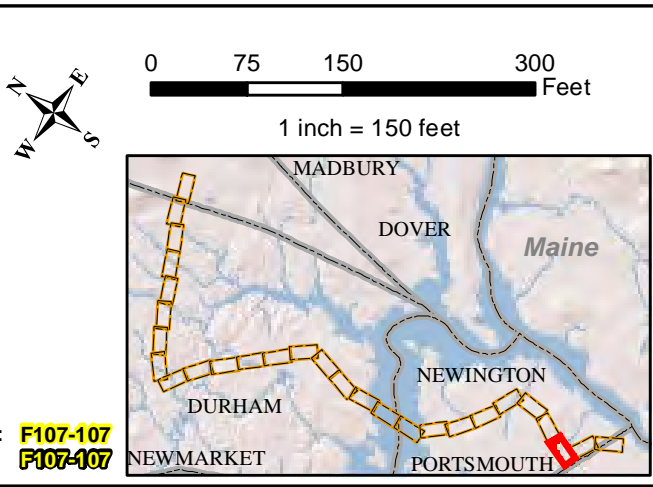 N E
W S
0 75 150 300
Feet
1 inch = 150 feet
MADBURY
DOVER
Maine
NEWINGTON
DURHAM
: F107-107
F107-107
NEWMARKET
PORTSMOUTH